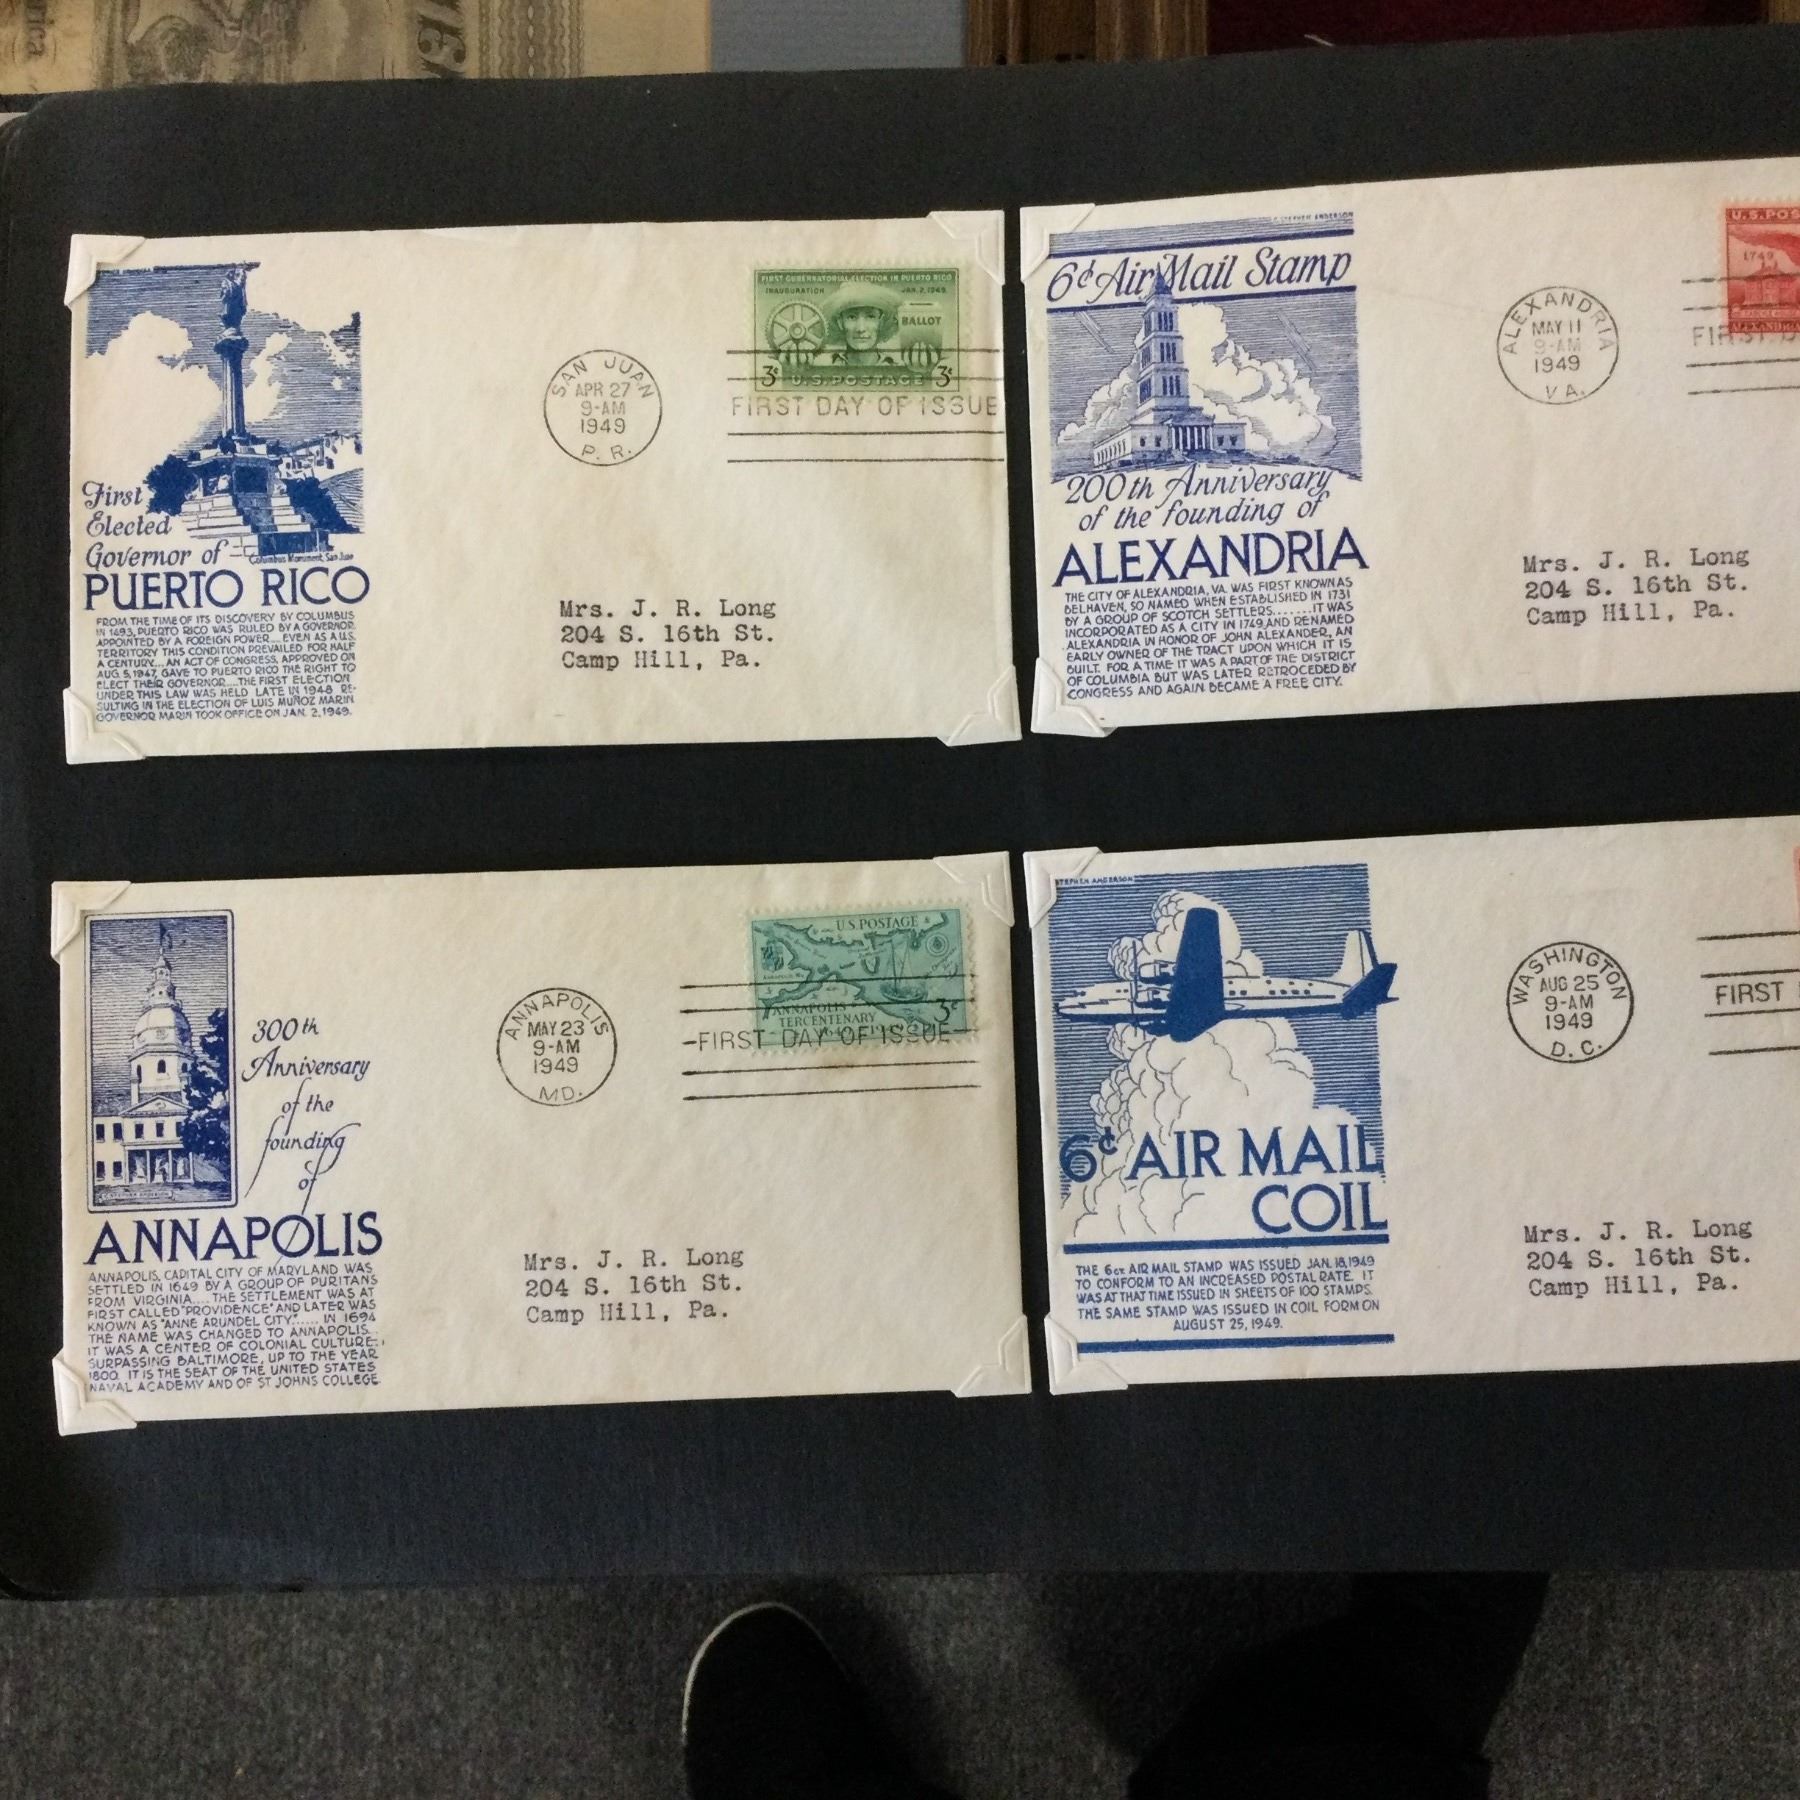 First
Elected
Governor of
Columbus Monument, San Juan
PUERTO RICO
FROM THE TIME OF ITS DISCOVERY BY COLUMBUS
IN 1493, PUERTO RICO WAS RULED BY A GOVERNOR
APPOINTED BY A FOREIGN POWER....EVEN AS A U.S.
TERRITORY THIS CONDITION PREVAILED FOR HALF
A CENTURY....AN ACT OF CONGRESS, APPROVED ON
AUG. 5, 1947, GAVE TO PUERTO RICO THE RIGHT TO
ELECT THEIR GOVERNOR....THE FIRST ELECTION
UNDER THIS LAW WAS HELD LATE IN 1948 RE-
SULTING IN THE ELECTION OF LUIS MUÑOZ MARIN
GOVERNOR MARIN TOOK OFFICE ON JAN. 2, 1949.
SAN JUAN
APR 27
9-AM
1949
P. R.
FIRST GUBERNATORIAL ELECTION IN PUERTO RICO
INAUGURATION JAN. 2, 1949
BALLOT
3¢ U.S. POSTAGE 3¢
FIRST DAY OF ISSUE
Mrs. J. R. Long
204 S. 16th St.
Camp Hill, Pa.
C. STEPHEN ANDERSON
6¢ Air Mail Stamp
200th Anniversary
of the founding of
ALEXANDRIA
THE CITY OF ALEXANDRIA, VA. WAS FIRST KNOWN AS
BELHAVEN, SO NAMED WHEN ESTABLISHED IN 1731
BY A GROUP OF SCOTCH SETTLERS.......IT WAS
INCORPORATED AS A CITY IN 1749, AND RENAMED
ALEXANDRIA IN HONOR OF JOHN ALEXANDER, AN
EARLY OWNER OF THE TRACT UPON WHICH IT IS
BUILT. FOR A TIME IT WAS A PART OF THE DISTRICT
OF COLUMBIA BUT WAS LATER RETROCEDED BY
CONGRESS AND AGAIN BECAME A FREE CITY.
ALEXANDRIA
MAY 11
9-AM
1949
VA.
U.S. POS
1749
FIRST D
Mrs. J. R. Long
204 S. 16th St.
Camp Hill, Pa.
300th
Anniversary
of the
founding
of
C. STEPHEN ANDERSON
ANNAPOLIS
ANNAPOLIS, CAPITAL CITY OF MARYLAND WAS
SETTLED IN 1649 BY A GROUP OF PURITANS
FROM VIRGINIA.... THE SETTLEMENT WAS AT
FIRST CALLED "PROVIDENCE" AND LATER WAS
KNOWN AS "ANNE ARUNDEL CITY"...... IN 1694
THE NAME WAS CHANGED TO ANNAPOLIS..
IT WAS A CENTER OF COLONIAL CULTURE,
SURPASSING BALTIMORE, UP TO THE YEAR
1800. IT IS THE SEAT OF THE UNITED STATES
NAVAL ACADEMY AND OF ST JOHNS COLLEGE.
ANNAPOLIS
MAY 23
9-AM
1949
MD.
U.S. POSTAGE
ANNAPOLIS
TERCENTENARY
3¢
FIRST DAY OF ISSUE
Mrs. J. R. Long
204 S. 16th St.
Camp Hill, Pa.
STEPHEN ANDERSON
6¢ AIR MAIL
COIL
THE 6ct AIR MAIL STAMP WAS ISSUED JAN. 18, 1949
TO CONFORM TO AN INCREASED POSTAL RATE. IT
WAS AT THAT TIME ISSUED IN SHEETS OF 100 STAMPS.
THE SAME STAMP WAS ISSUED IN COIL FORM ON
AUGUST 25, 1949.
WASHINGTON
AUG 25
9-AM
1949
D. C.
FIRST
Mrs. J. R. Long
204 S. 16th St.
Camp Hill, Pa.